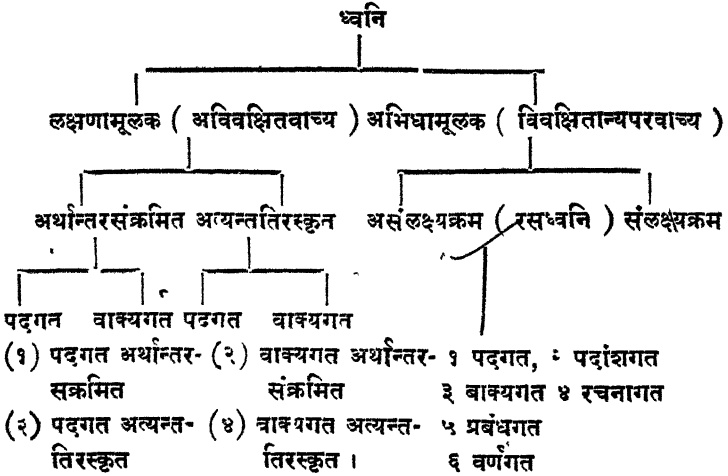 ध्वनि
लक्षणामूलक ( अविवक्षितवाच्य ) अभिधामूलक ( विवक्षितान्यपरवाच्य )
अर्थान्तरसंक्रमित अत्यन्ततिरस्कृत असंलक्ष्यक्रम ( रसध्वनि ) संलक्ष्यक्रम
पदगत वाक्यगत पदगत वाक्यगत
(१) पदगत अर्थान्तर- (२) वाक्यगत अर्थान्तर- १ पदगत, पदांशगत
सक्रमित संक्रमित ३ वाक्यगत ४ रचनागत
(३) पदगत अत्यन्त- (४) वाक्यगत अत्यन्त- ५ प्रबंधगत
तिरस्कृत तिरस्कृत । ६ वर्णगत